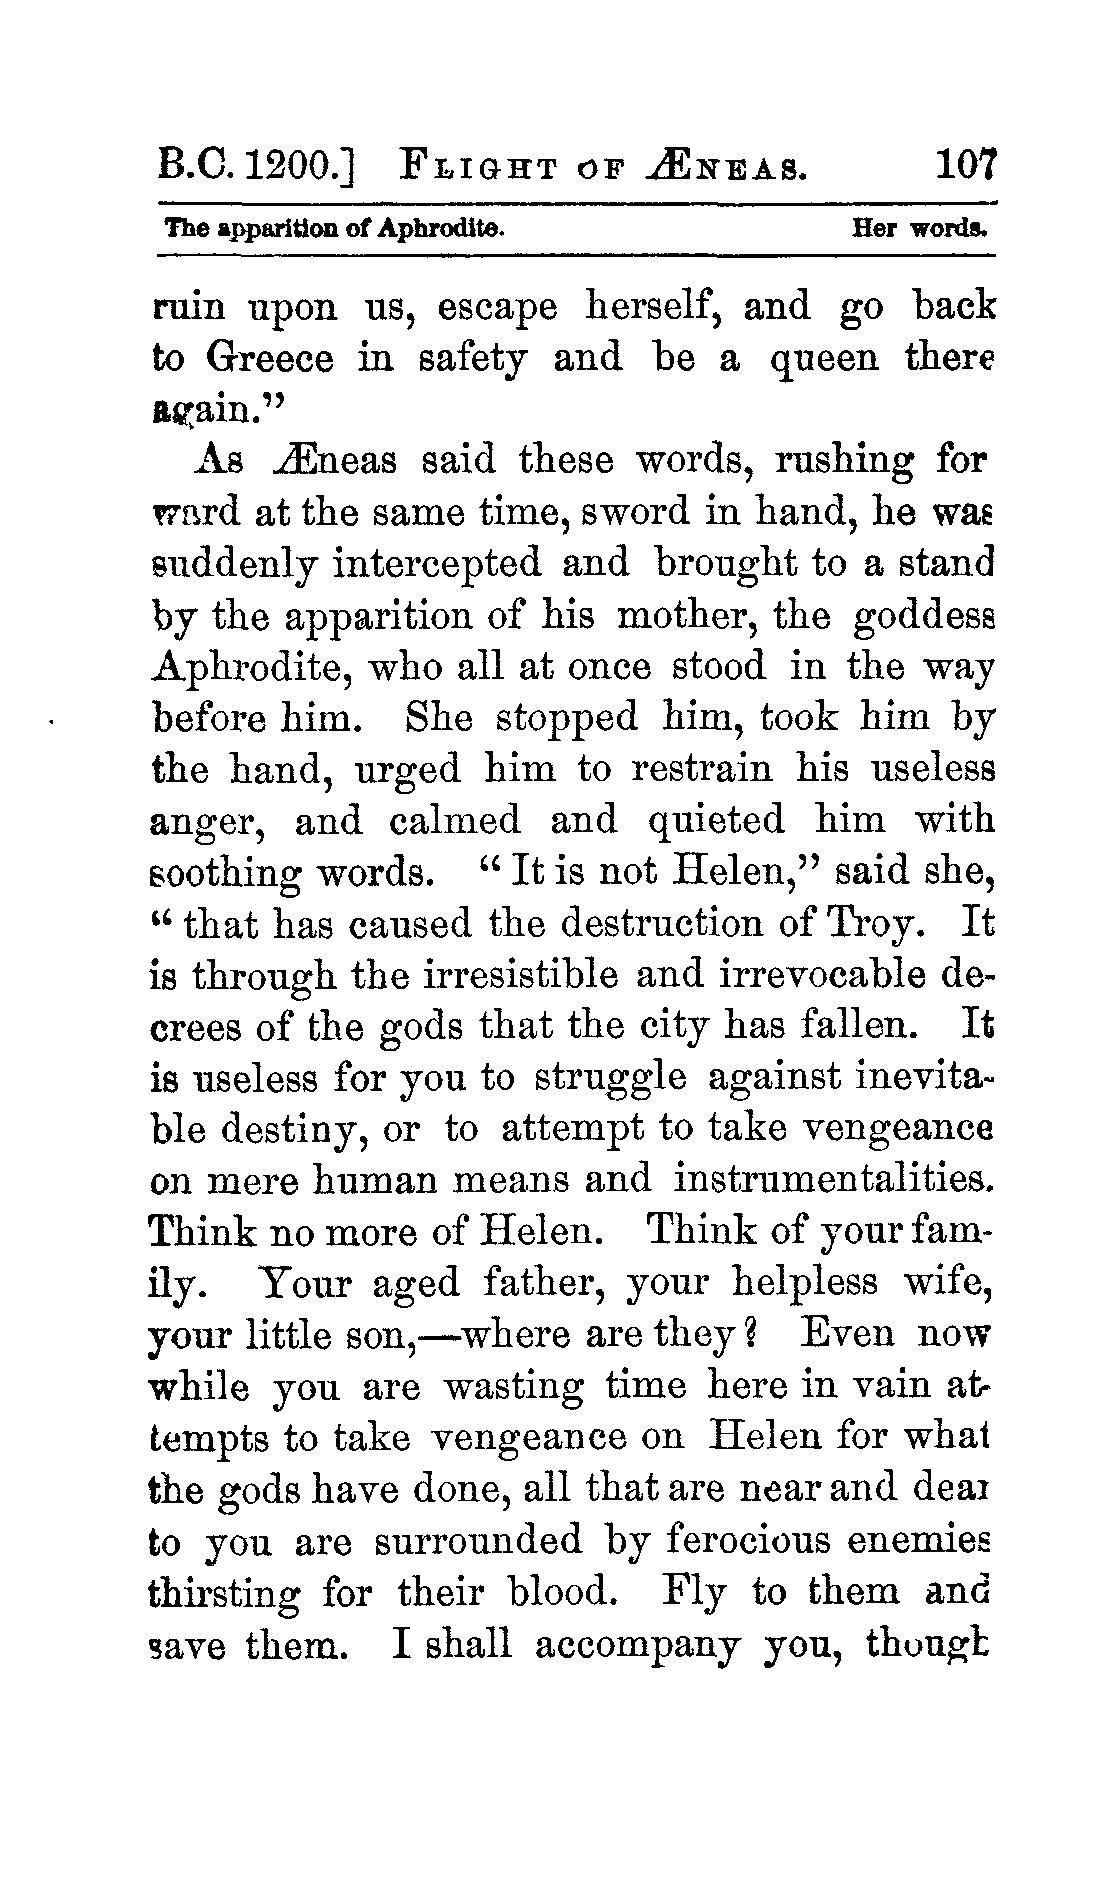 B.C. 1200.] FLIGHT OF ÆNEAS. 107
The apparition of Aphrodite. Her words.
ruin upon us, escape herself, and go back
to Greece in safety and be a queen there
again.”
As Æneas said these words, rushing for
ward at the same time, sword in hand, he was
suddenly intercepted and brought to a stand
by the apparition of his mother, the goddess
Aphrodite, who all at once stood in the way
before him. She stopped him, took him by
the hand, urged him to restrain his useless
anger, and calmed and quieted him with
soothing words. “ It is not Helen,” said she,
“ that has caused the destruction of Troy. It
is through the irresistible and irrevocable de-
crees of the gods that the city has fallen. It
is useless for you to struggle against inevita-
ble destiny, or to attempt to take vengeance
on mere human means and instrumentalities.
Think no more of Helen. Think of your fam-
ily. Your aged father, your helpless wife,
your little son,—where are they? Even now
while you are wasting time here in vain at-
tempts to take vengeance on Helen for what
the gods have done, all that are near and dear
to you are surrounded by ferocious enemies
thirsting for their blood. Fly to them and
save them. I shall accompany you, though